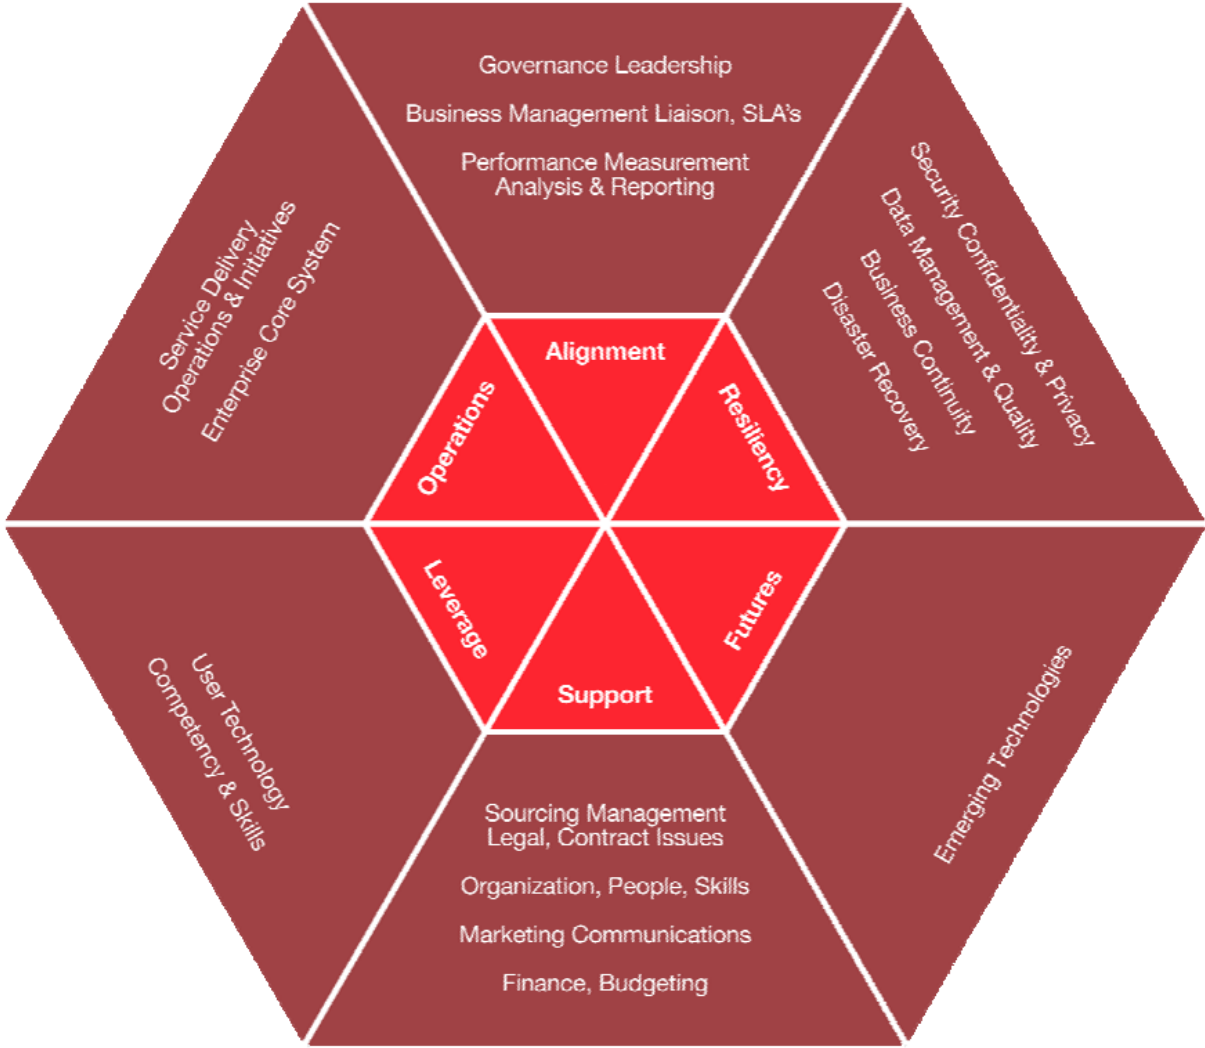 Governance Leadership
Business Management Liaison, SLA's
Performance Measurement
Analysis & Reporting
Security Confidentiality & Privacy
Data Management & Quality
Business Continuity
Disaster Recovery
Service Delivery
Operations & Initiatives
Enterprise Core System
Alignment
Resiliency
Operations
Leverage
Futures
Support
User Technology
Competency & Skills
Emerging Technologies
Sourcing Management
Legal, Contract Issues
Organization, People, Skills
Marketing Communications
Finance, Budgeting